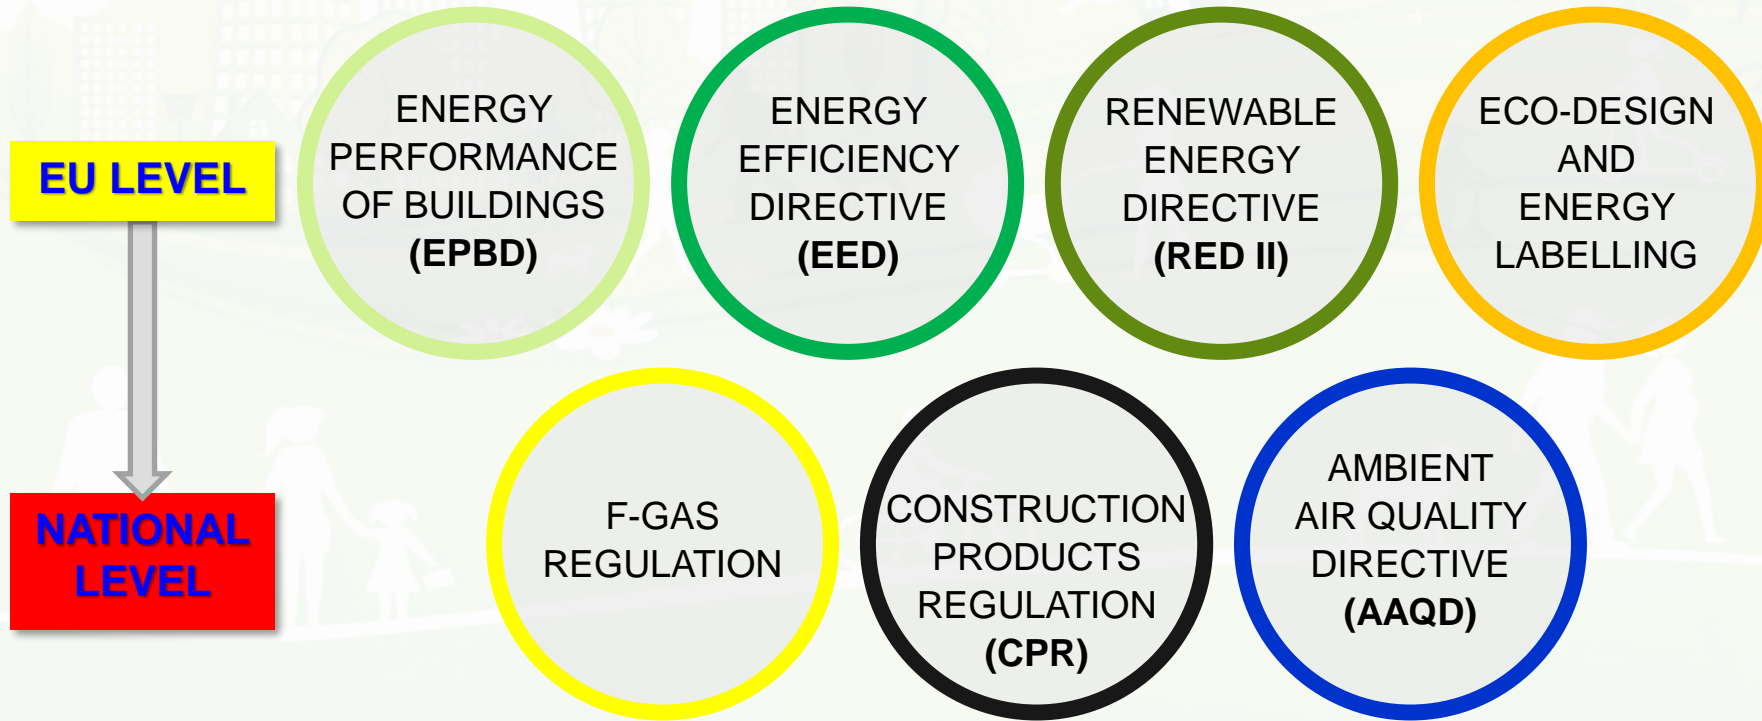 EU LEVEL
NATIONAL
LEVEL
ENERGY
PERFORMANCE
OF BUILDINGS
(EPBD)
ENERGY
EFFICIENCY
DIRECTIVE
(EED)
RENEWABLE
ENERGY
DIRECTIVE
(RED II)
ECO-DESIGN
AND
ENERGY
LABELLING
F-GAS
REGULATION
CONSTRUCTION
PRODUCTS
REGULATION
(CPR)
AMBIENT
AIR QUALITY
DIRECTIVE
(AAQD)